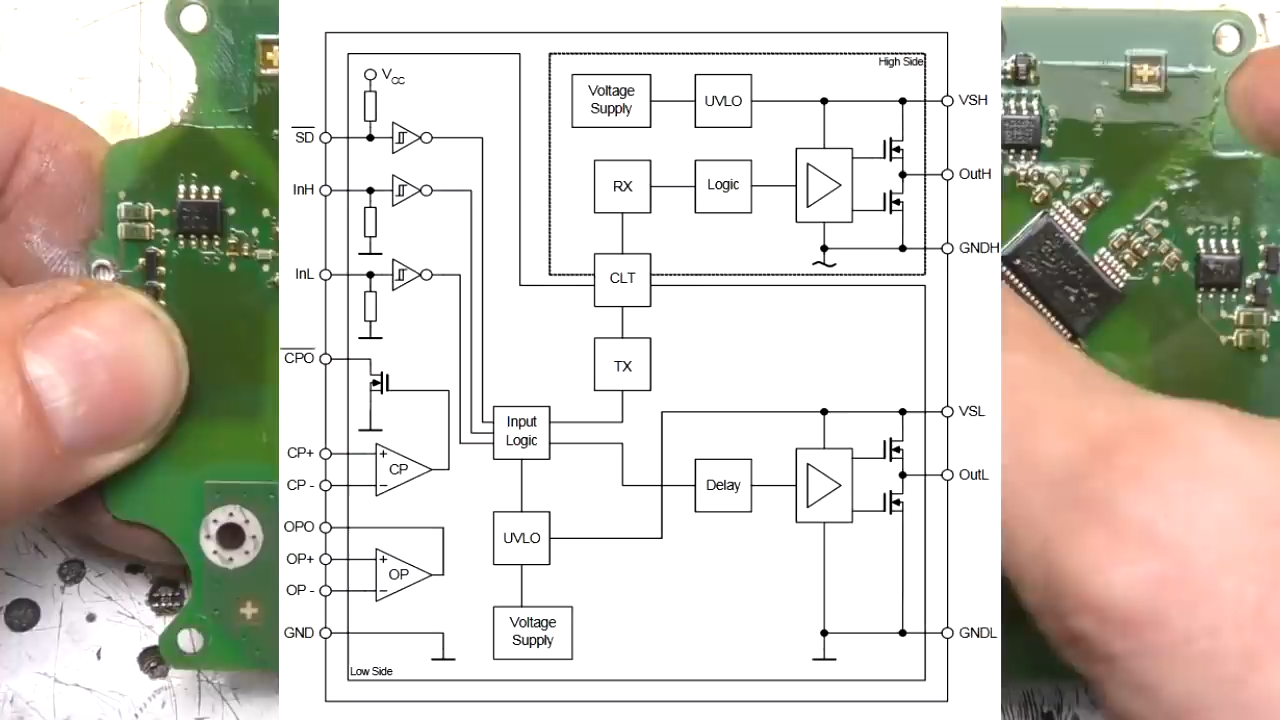 High Side
VCC
Voltage
Supply
UVLO
VSH
SD
InH
RX
Logic
OutH
GNDH
InL
CLT
CPO
TX
VSL
Input
Logic
CP+
CP -
+
CP
−
Delay
OutL
OPO
OP+
OP -
+
OP
−
UVLO
Voltage
Supply
GND
GNDL
Low Side